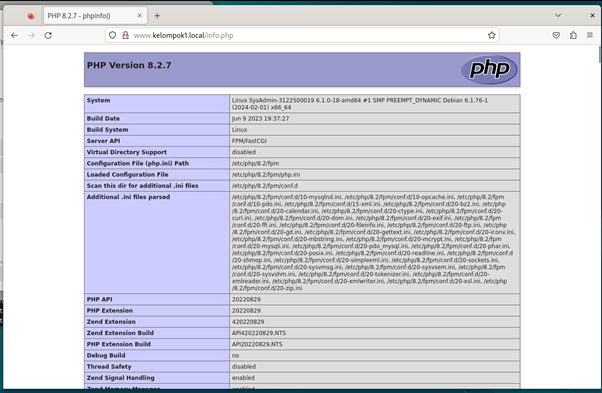 PHP 8.2.7 - phpinfo()
www.kelompok1.local/info.php
PHP Version 8.2.7
php
System Linux SysAdmin-3122500019 6.1.0-18-amd64 #1 SMP PREEMPT_DYNAMIC Debian 6.1.76-1
(2024-02-01) x86_64
Build Date Jun 9 2023 19:37:27
Build System Linux
Server API FPM/FastCGI
Virtual Directory Support disabled
Configuration File (php.ini) Path /etc/php/8.2/fpm
Loaded Configuration File /etc/php/8.2/fpm/php.ini
Scan this dir for additional .ini files /etc/php/8.2/fpm/conf.d
Additional .ini files parsed /etc/php/8.2/fpm/conf.d/10-mysqlnd.ini, /etc/php/8.2/fpm/conf.d/10-opcache.ini, /etc/php/8.2/fpm
/conf.d/10-pdo.ini, /etc/php/8.2/fpm/conf.d/15-xml.ini, /etc/php/8.2/fpm/conf.d/20-bz2.ini, /etc/php
/8.2/fpm/conf.d/20-calendar.ini, /etc/php/8.2/fpm/conf.d/20-ctype.ini, /etc/php/8.2/fpm/conf.d/20-
curl.ini, /etc/php/8.2/fpm/conf.d/20-dom.ini, /etc/php/8.2/fpm/conf.d/20-exif.ini, /etc/php/8.2/fpm
/conf.d/20-ffi.ini, /etc/php/8.2/fpm/conf.d/20-fileinfo.ini, /etc/php/8.2/fpm/conf.d/20-ftp.ini, /etc/php
/8.2/fpm/conf.d/20-gd.ini, /etc/php/8.2/fpm/conf.d/20-gettext.ini, /etc/php/8.2/fpm/conf.d/20-iconv.ini,
/etc/php/8.2/fpm/conf.d/20-mbstring.ini, /etc/php/8.2/fpm/conf.d/20-mcrypt.ini, /etc/php/8.2/fpm
/conf.d/20-mysqli.ini, /etc/php/8.2/fpm/conf.d/20-pdo_mysql.ini, /etc/php/8.2/fpm/conf.d/20-phar.ini,
/etc/php/8.2/fpm/conf.d/20-posix.ini, /etc/php/8.2/fpm/conf.d/20-readline.ini, /etc/php/8.2/fpm/conf.d
/20-shmop.ini, /etc/php/8.2/fpm/conf.d/20-simplexml.ini, /etc/php/8.2/fpm/conf.d/20-sockets.ini,
/etc/php/8.2/fpm/conf.d/20-sysvmsg.ini, /etc/php/8.2/fpm/conf.d/20-sysvsem.ini, /etc/php/8.2/fpm
/conf.d/20-sysvshm.ini, /etc/php/8.2/fpm/conf.d/20-tokenizer.ini, /etc/php/8.2/fpm/conf.d/20-
xmlreader.ini, /etc/php/8.2/fpm/conf.d/20-xmlwriter.ini, /etc/php/8.2/fpm/conf.d/20-xsl.ini, /etc/php
/8.2/fpm/conf.d/20-zip.ini
PHP API 20220829
PHP Extension 20220829
Zend Extension 420220829
Zend Extension Build API420220829,NTS
PHP Extension Build API20220829,NTS
Debug Build no
Thread Safety disabled
Zend Signal Handling enabled
Zend Memory Manager enabled